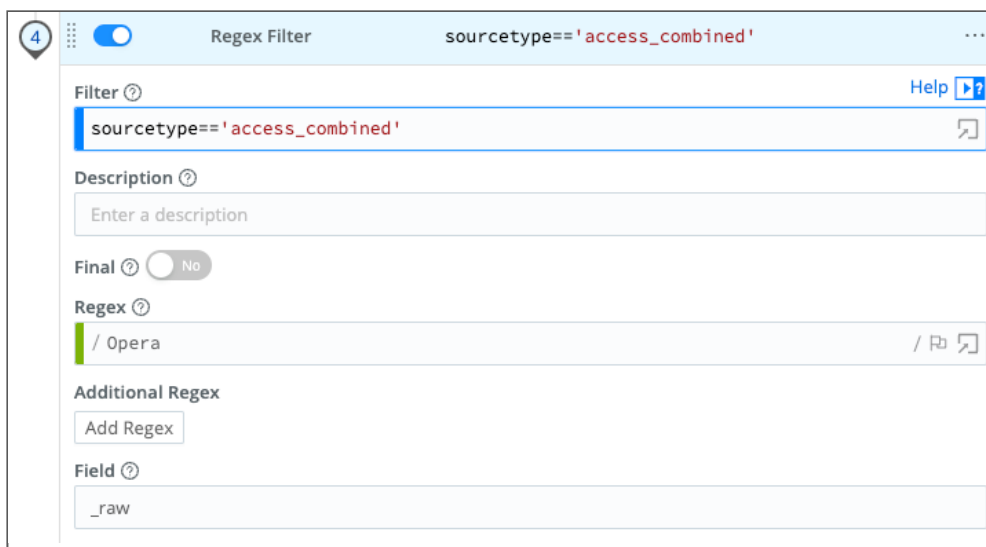 4 Regex Filter sourcetype=='access_combined' ...
Filter ? Help ?
sourcetype=='access_combined'
Description ?
Enter a description
Final ? No
Regex ?
/ Opera /
Additional Regex
Add Regex
Field ?
_raw